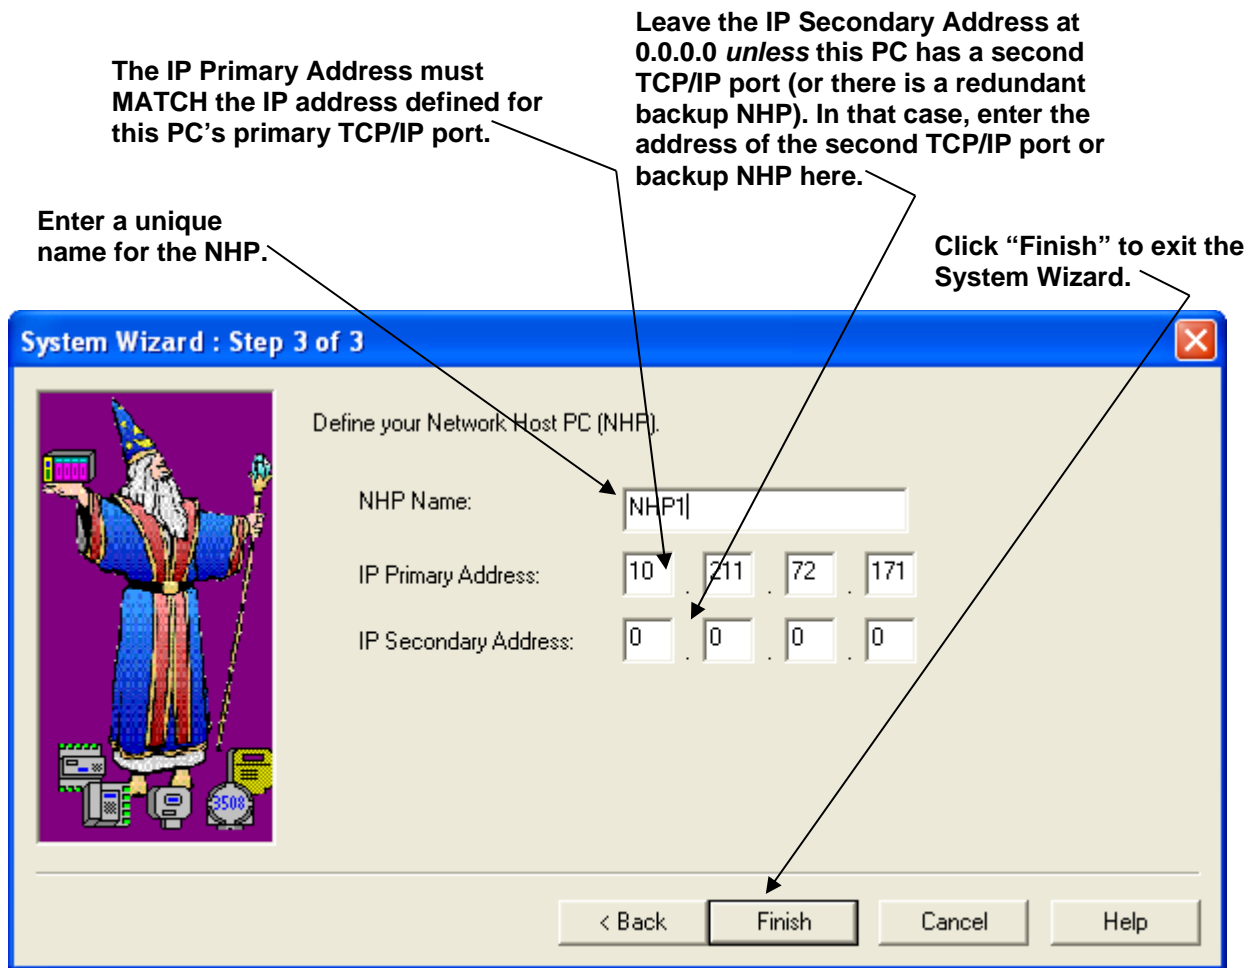 Leave the IP Secondary Address at
0.0.0.0 unless this PC has a second
TCP/IP port (or there is a redundant
backup NHP). In that case, enter the
address of the second TCP/IP port or
backup NHP here.
The IP Primary Address must
MATCH the IP address defined for
this PC’s primary TCP/IP port.
Enter a unique
name for the NHP.
Click “Finish” to exit the
System Wizard.
System Wizard : Step 3 of 3
Define your Network Host PC (NHP).
NHP Name: NHP1
IP Primary Address: 10 . 211 . 72 . 171
IP Secondary Address: 0 . 0 . 0 . 0
3508
< Back Finish Cancel Help